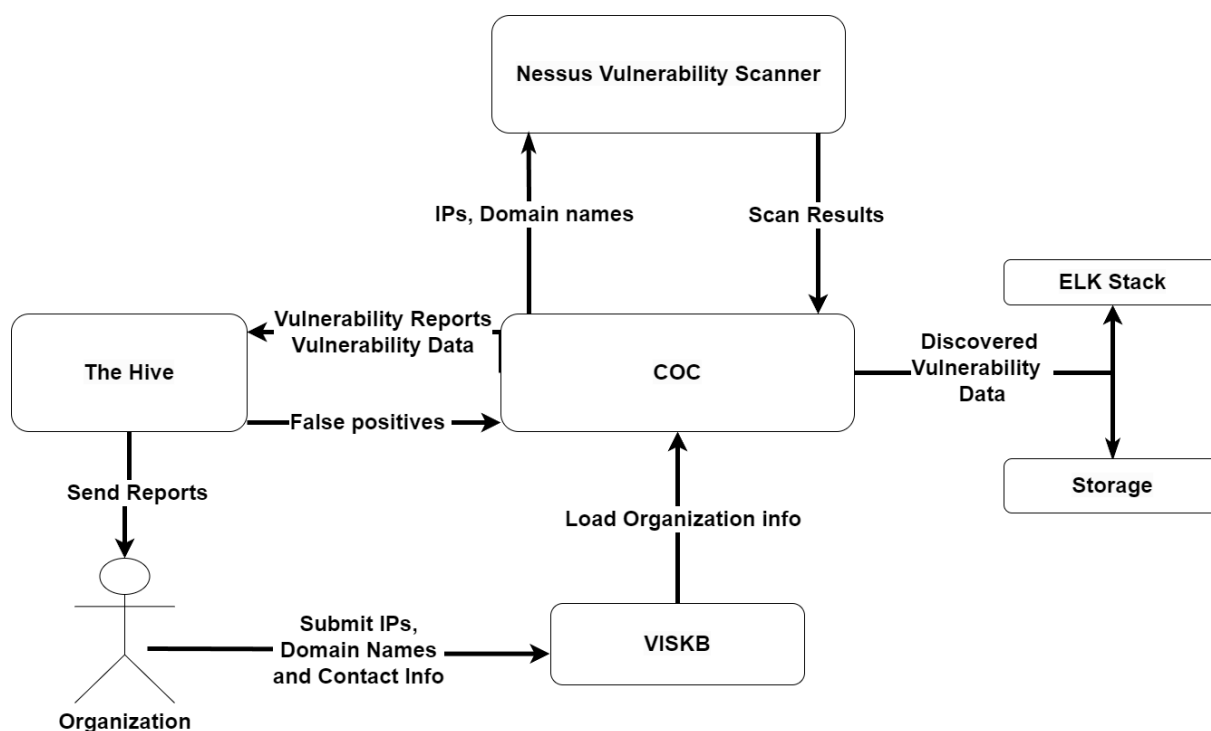 Nessus Vulnerability Scanner
IPs, Domain names
Scan Results
ELK Stack
Vulnerability Reports
Vulnerability Data
The Hive
COC
Discovered
Vulnerability
Data
False positives
Send Reports
Storage
Load Organization info
Submit IPs,
Domain Names
and Contact Info
VISKB
Organization